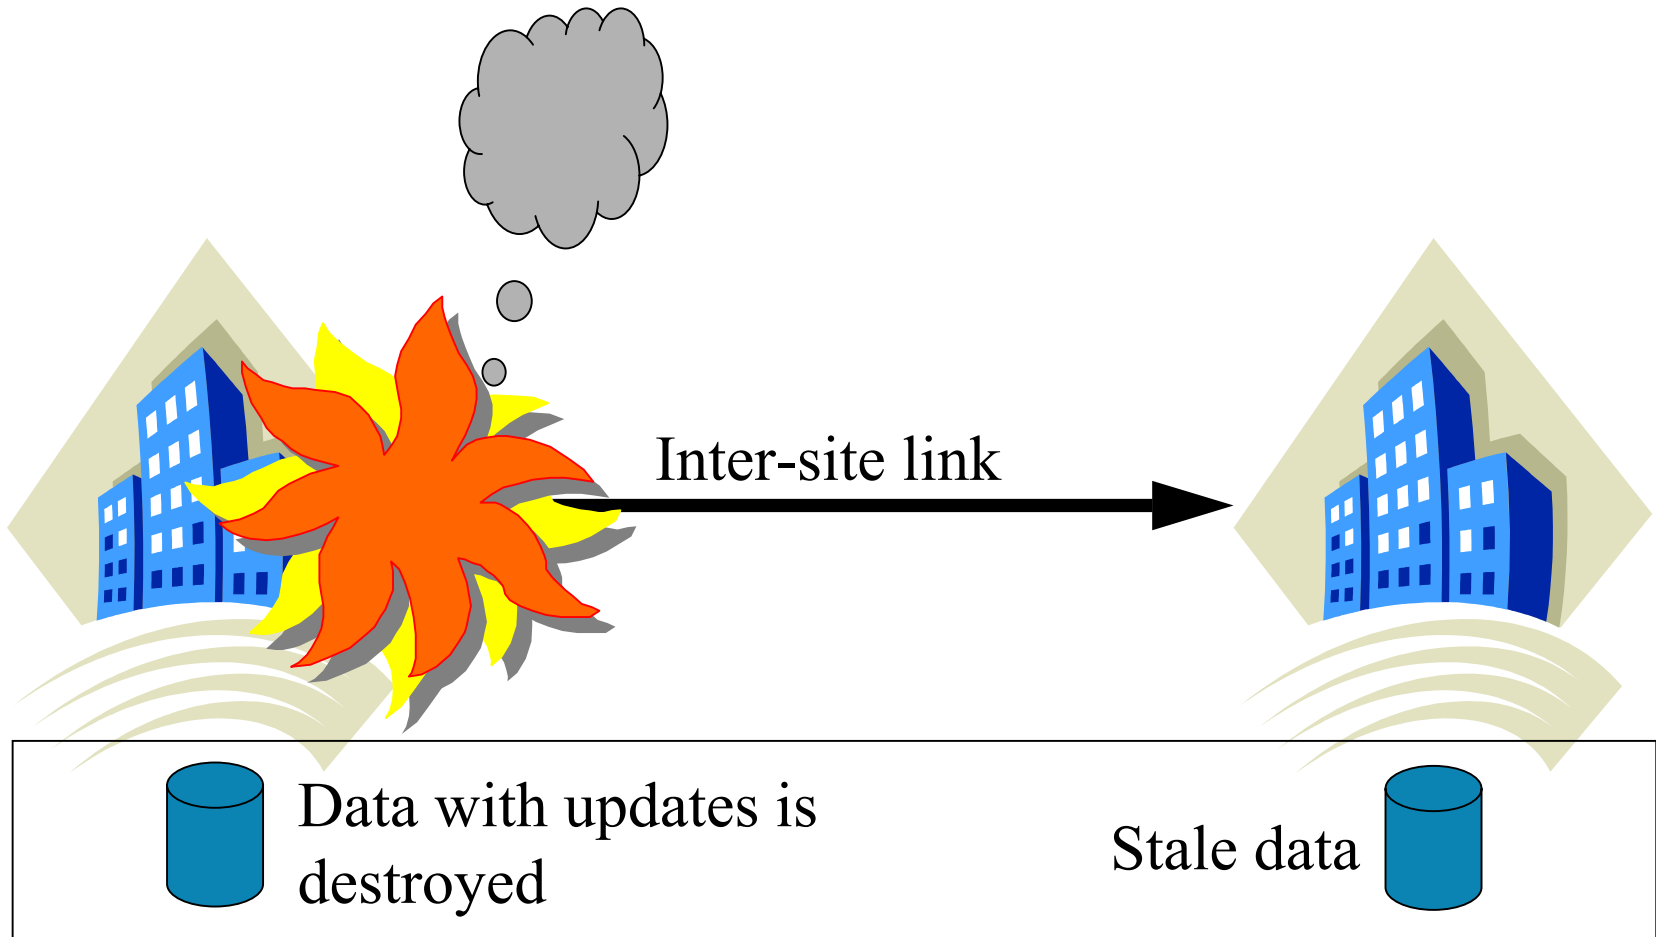 Inter-site link
Data with updates is
destroyed
Stale data